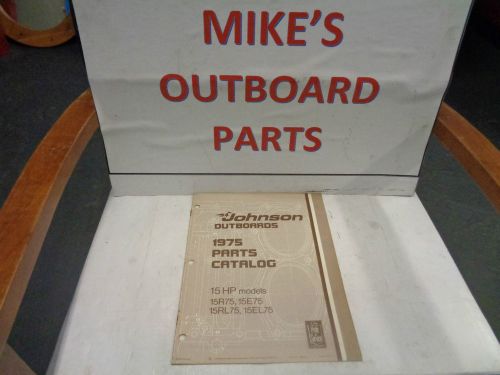 MIKE'S
OUTBOARD
PARTS
Johnson
OUTBOARDS
1975
PARTS
CATALOG
15 HP models
15R75, 15E75
15RL75, 15EL75